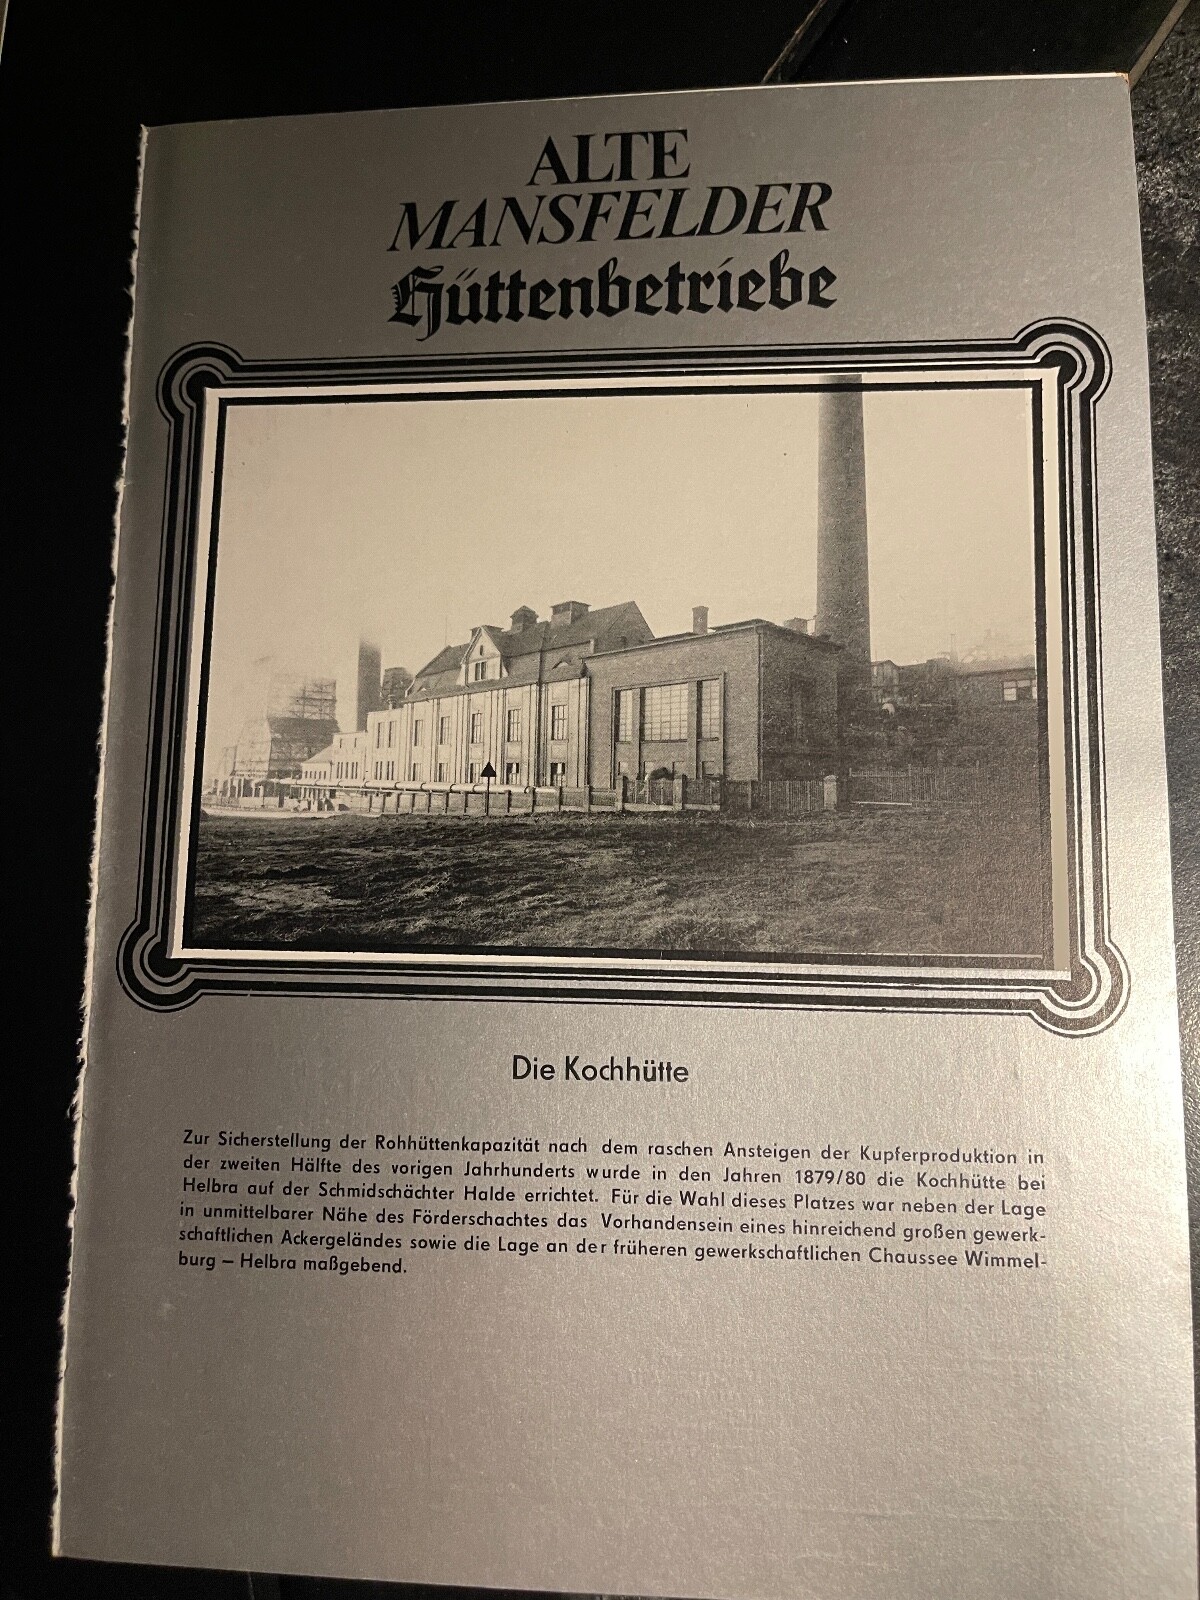 ALTE
MANSFELDER
Hüttenbetriebe
Die Kochhütte
Zur Sicherstellung der Rohhüttenkapazität nach dem raschen Ansteigen der Kupferproduktion in
der zweiten Hälfte des vorigen Jahrhunderts wurde in den Jahren 1879/80 die Kochhütte bei
Helbra auf der Schmidschächter Halde errichtet. Für die Wahl dieses Platzes war neben der Lage
in unmittelbarer Nähe des Förderschachtes das Vorhandensein eines hinreichend großen gewerk-
schaftlichen Ackergeländes sowie die Lage an der früheren gewerkschaftlichen Chaussee Wimmel-
burg – Helbra maßgebend.